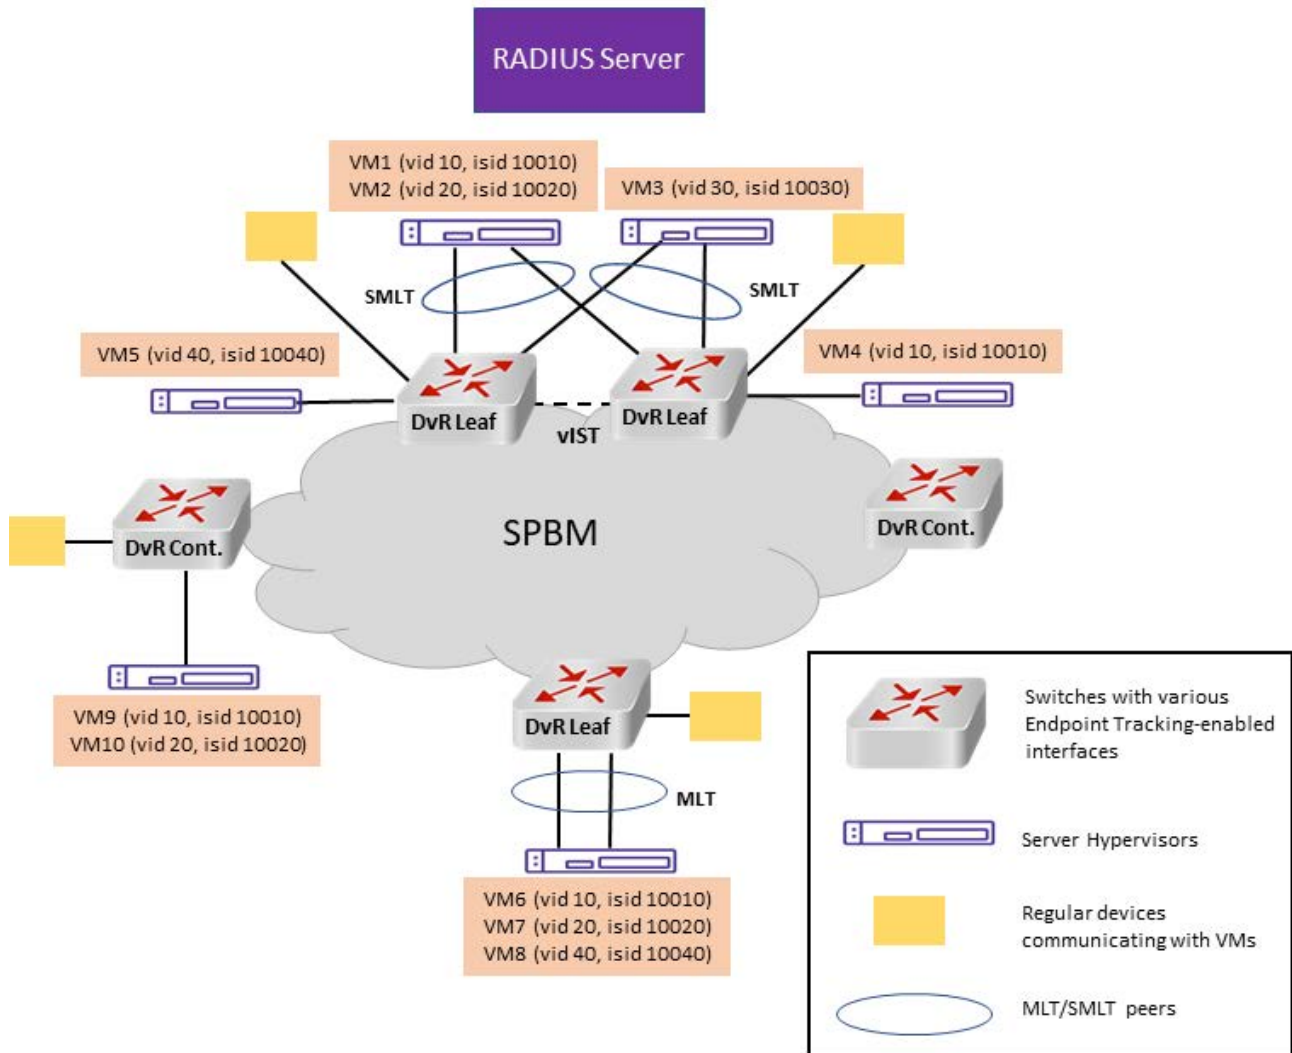 RADIUS Server
VM1 (vid 10, isid 10010)
VM2 (vid 20, isid 10020)
VM3 (vid 30, isid 10030)
SMLT
SMLT
VM5 (vid 40, isid 10040)
VM4 (vid 10, isid 10010)
DvR Leaf
DvR Leaf
vIST
SPBM
DvR Cont.
DvR Cont.
VM9 (vid 10, isid 10010)
VM10 (vid 20, isid 10020)
DvR Leaf
MLT
VM6 (vid 10, isid 10010)
VM7 (vid 20, isid 10020)
VM8 (vid 40, isid 10040)
Switches with various
Endpoint Tracking-enabled
interfaces
Server Hypervisors
Regular devices
communicating with VMs
MLT/SMLT peers